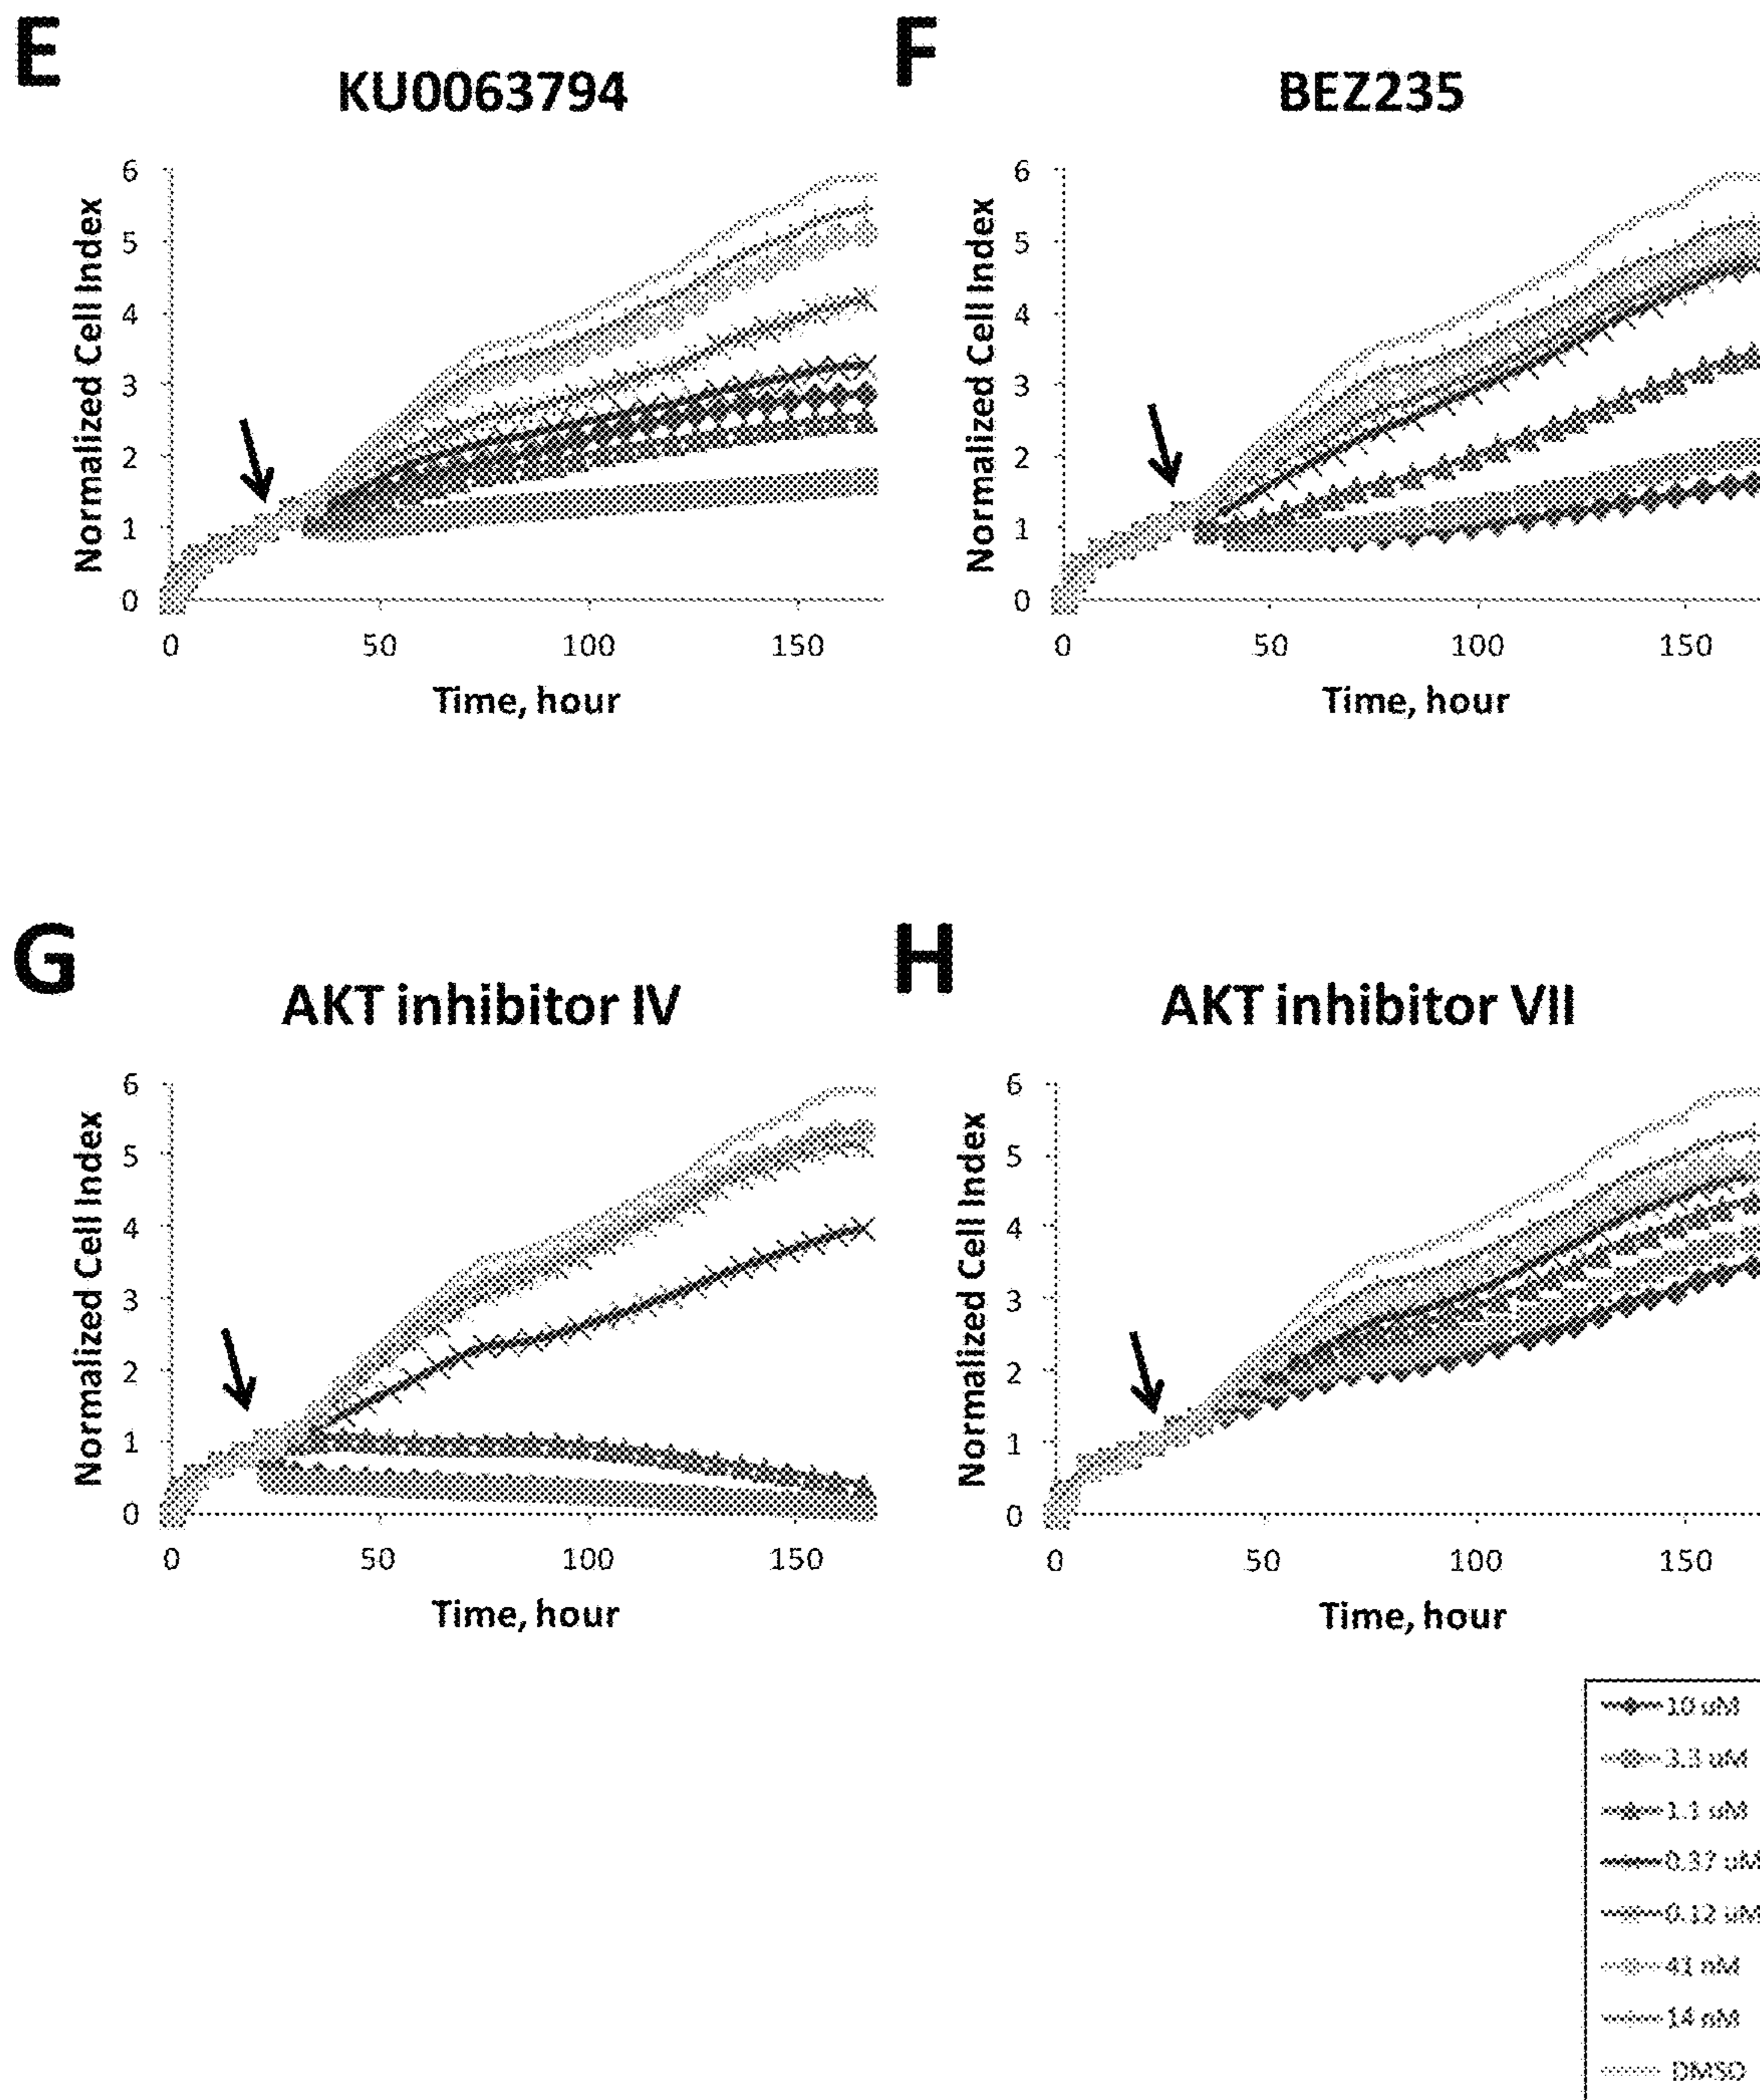 E
KU0063794
Normalized Cell Index
6
5
4
3
2
1
0
0 50 100 150
Time, hour
F
BEZ235
Normalized Cell Index
6
5
4
3
2
1
0
0 50 100 150
Time, hour
G
AKT inhibitor IV
Normalized Cell Index
6
5
4
3
2
1
0
0 50 100 150
Time, hour
H
AKT inhibitor VII
Normalized Cell Index
6
5
4
3
2
1
0
0 50 100 150
Time, hour
10 uM
3.3 uM
1.1 uM
0.37 uM
0.12 uM
41 nM
14 nM
DMSO